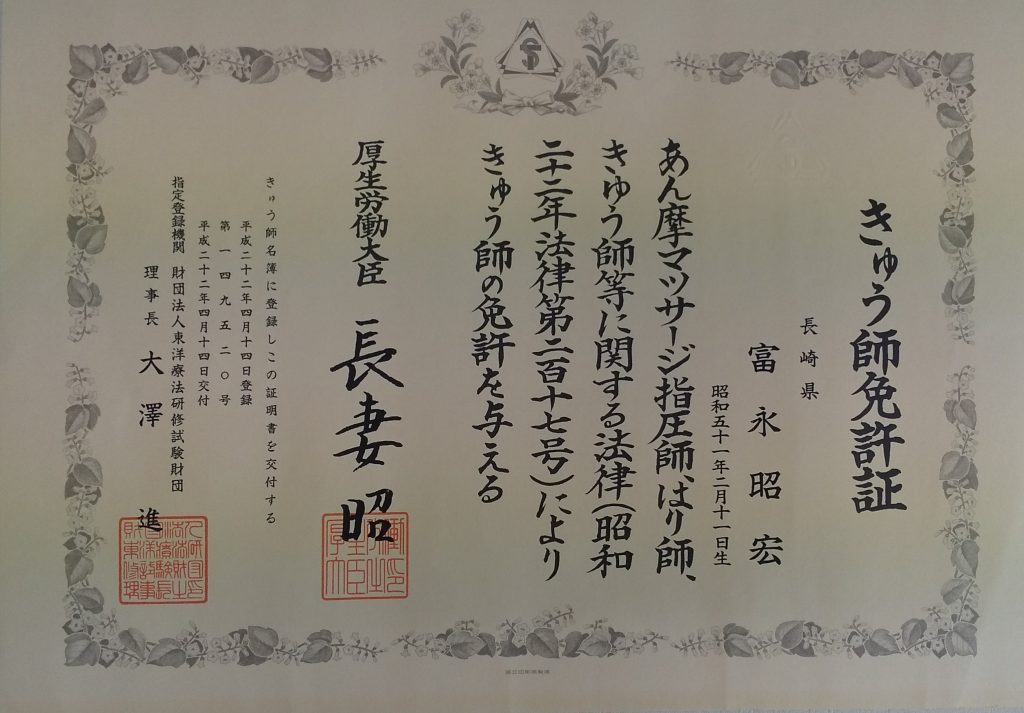 きゅう師免許証
長崎県
富永昭宏
昭和五十一年二月十一日生
あん摩マツサージ指圧師、はり師、
きゆう師等に関する法律(昭和
二十二年法律第二百十七号)により
きゅう師の免許を与える
厚生労働大臣 長妻昭
きゅう師名簿に登録しこの証明書を交付する
平成二十二年四月十四日登録
第一四九五二〇号
平成二十二年四月十四日交付
指定登録機関 財団法人東洋療法研修試験財団
理事長 大澤進